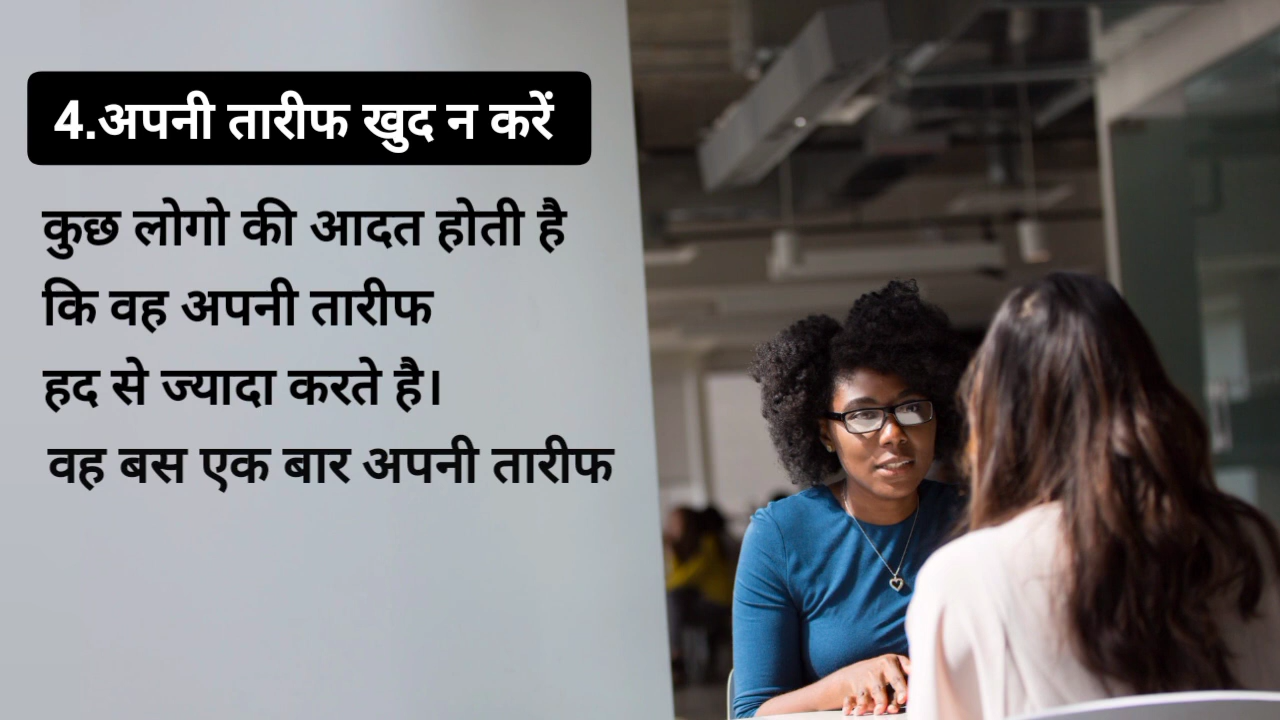 4.अपनी तारीफ खुद न करें
कुछ लोगो की आदत होती है
कि वह अपनी तारीफ
हद से ज्यादा करते है।
वह बस एक बार अपनी तारीफ